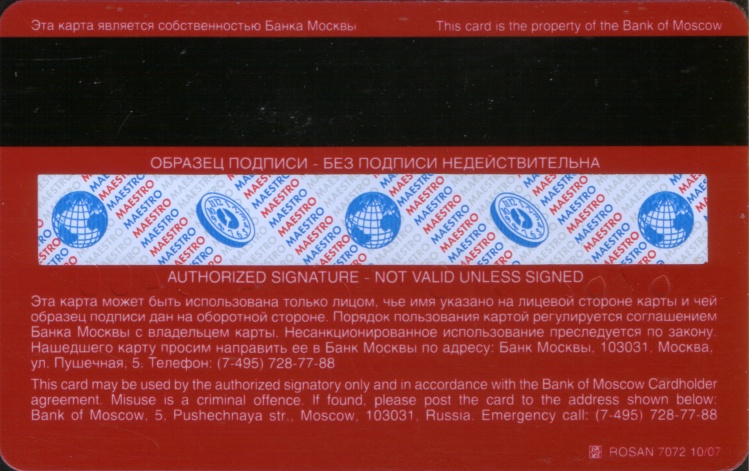 Эта карта является собственностью Банка Москвы This card is the property of the Bank of Moscow
ОБРАЗЕЦ ПОДПИСИ - БЕЗ ПОДПИСИ НЕДЕЙСТВИТЕЛЬНА
MAESTRO MAESTRO MAESTRO MAESTRO MAESTRO
AUTHORIZED SIGNATURE - NOT VALID UNLESS SIGNED
Эта карта может быть использована только лицом, чье имя указано на лицевой стороне карты и чей
образец подписи дан на оборотной стороне. Порядок пользования картой регулируется соглашением
Банка Москвы с владельцем карты. Несанкционированное использование преследуется по закону.
Нашедшего карту просим направить ее в Банк Москвы по адресу: Банк Москвы, 103031, Москва,
ул. Пушечная, 5; Телефон: (7-495) 728-77-88
This card may be used by the authorized signatory only and in accordance with the Bank of Moscow Cardholder
agreement. Misuse is a criminal offence. If found, please post the card to the address shown below:
Bank of Moscow, 5, Pushechnaya str., Moscow, 103031, Russia. Emergency call: (7-495) 728-77-88
ROSAN 7072 10/07